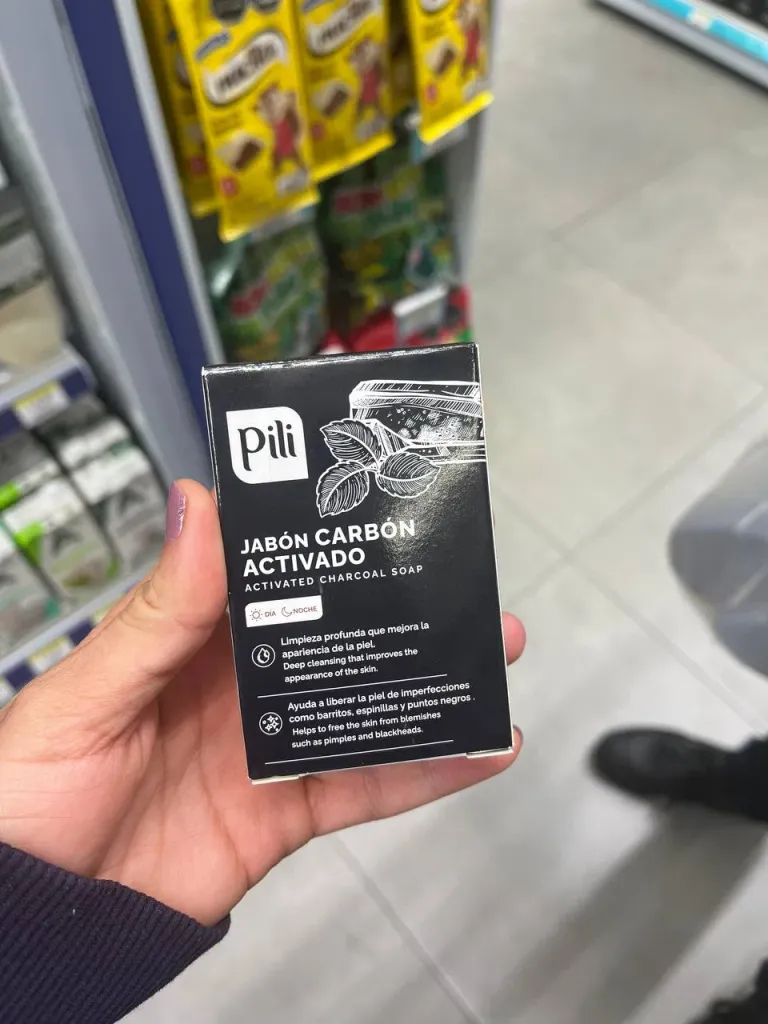 Pili
JABÓN CARBÓN
ACTIVADO
ACTIVATED CHARCOAL SOAP
DÍA NOCHE
Limpieza profunda que mejora la
apariencia de la piel.
Deep cleansing that improves the
appearance of the skin.
Ayuda a liberar la piel de imperfecciones
como barritos, espinillas y puntos negros .
Helps to free the skin from blemishes
such as pimples and blackheads.